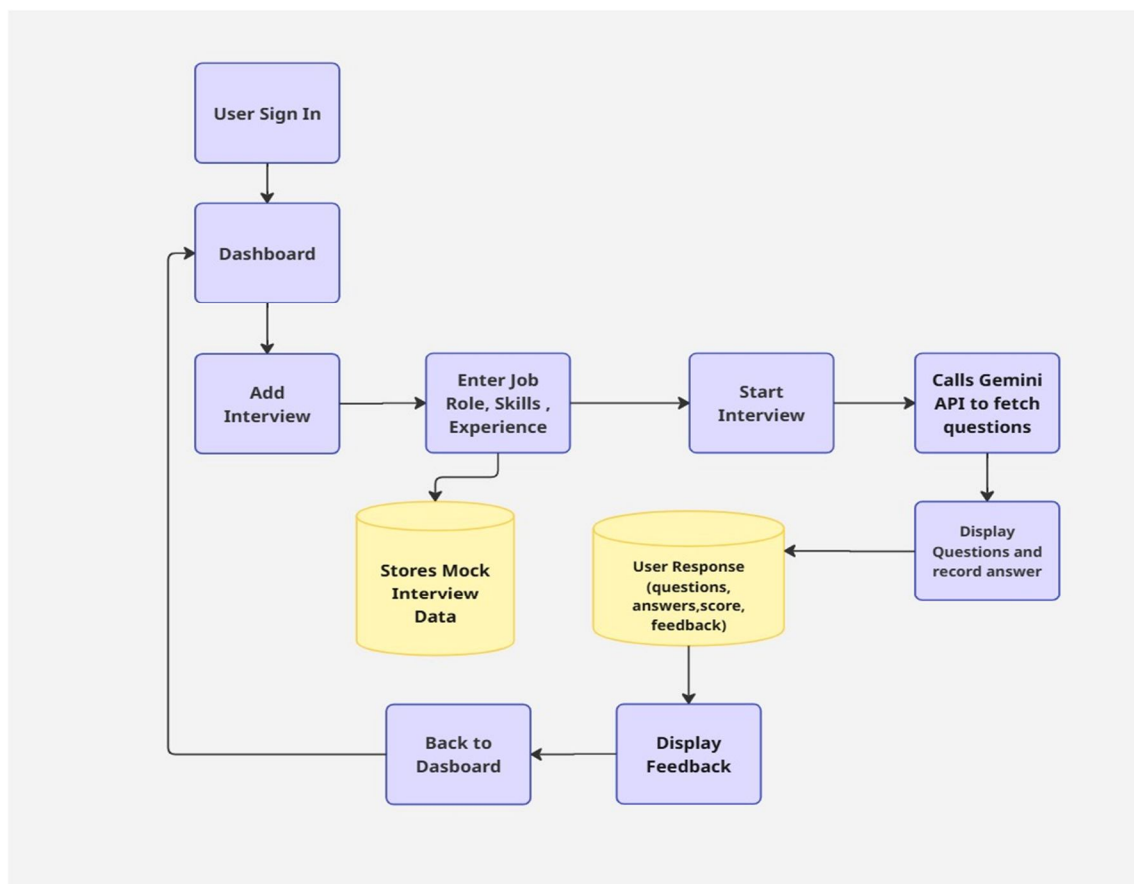 User Sign In
Dashboard
Add
Interview
Enter Job
Role, Skills ,
Experience
Start
Interview
Calls Gemini
API to fetch
questions
Display
Questions and
record answer
User Response
(questions,
answers,score,
feedback)
Stores Mock
Interview
Data
Display
Feedback
Back to
Dasboard